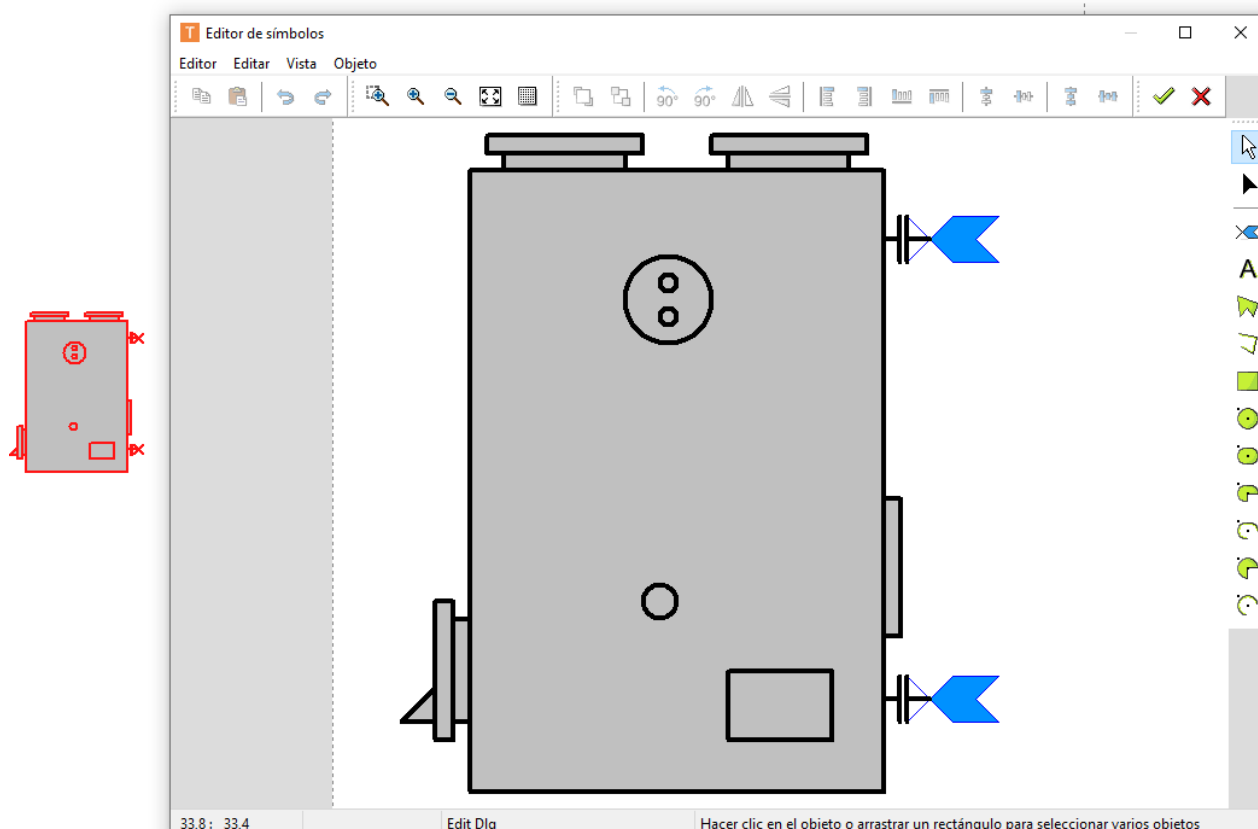 T Editor de símbolos
Editor Editar Vista Objeto
90° 90°
A
33.8 : 33.4 Edit Dlg Hacer clic en el objeto o arrastrar un rectángulo para seleccionar varios objetos